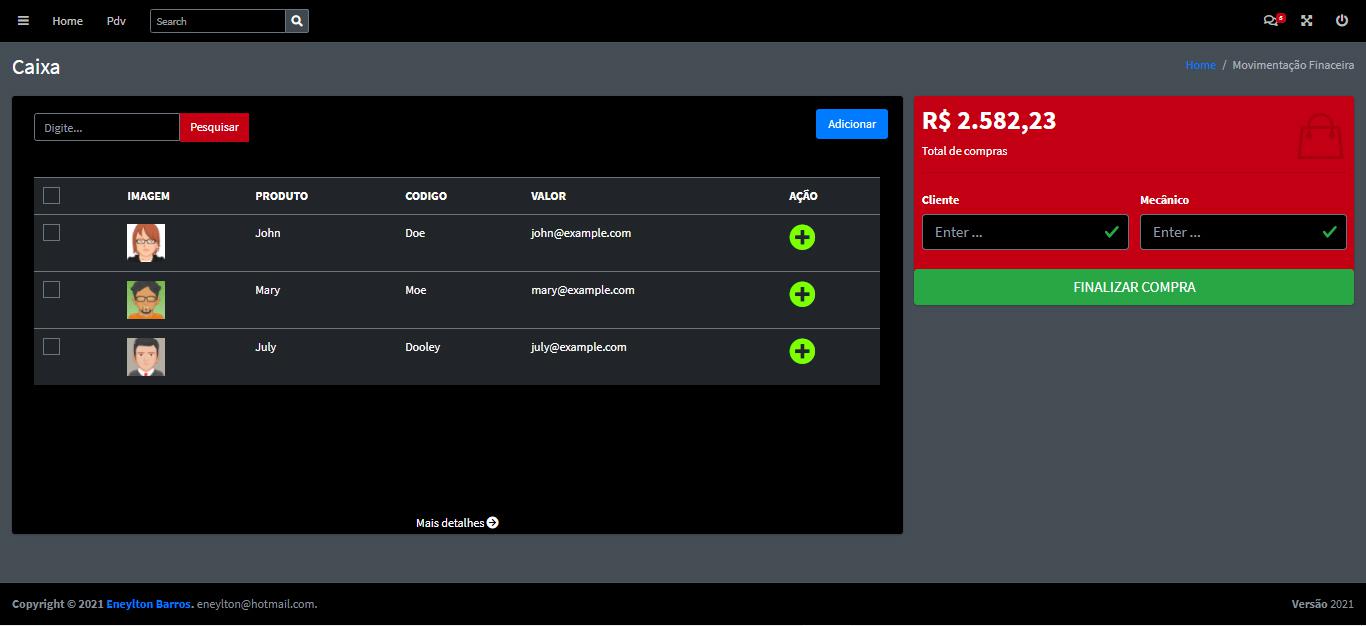 Home Pdv Search 6
Caixa
Home / Movimentação Finaceira
Digite... Pesquisar Adicionar
IMAGEM PRODUTO CODIGO VALOR AÇÃO
John Doe john@example.com
Mary Moe mary@example.com
July Dooley july@example.com
Mais detalhes
R$ 2.582,23
Total de compras
Cliente Mecânico
Enter ... Enter ...
FINALIZAR COMPRA
Copyright © 2021 Eneylton Barros. eneylton@hotmail.com.
Versão 2021